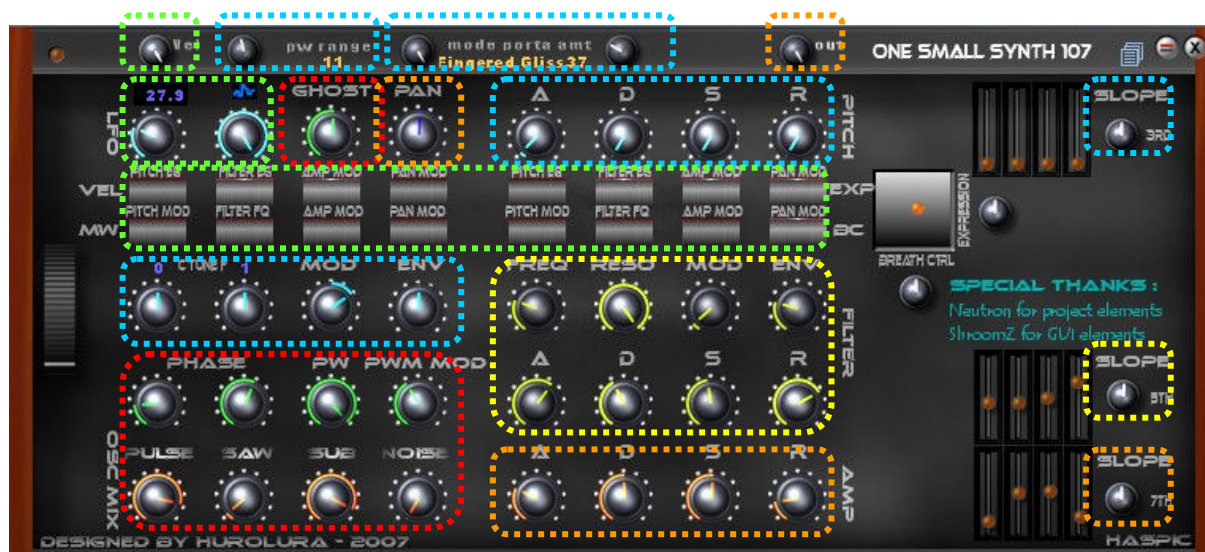 Vel pw range mode porta amt out ONE SMALL SYNTH 107
11 Fingered Gliss37
27.9 GHOST PAN A D S R SLOPE
LFO PITCH 3RD
PITCH EG FILTER EG AMP MOD PAN MOD PITCH EG FILTER EG AMP MOD PAN MOD
VEL EXP
PITCH MOD FILTER FQ AMP MOD PAN MOD PITCH MOD FILTER FQ AMP MOD PAN MOD
MW BC EXPRESSION
BREATH CTRL
0 C TUNE F 1 MOD ENV FREQ RESO MOD ENV
SPECIAL THANKS :
Neutron for project elements
ShroomZ for GUI elements
FILTER
PHASE PW PWM MOD A D S R SLOPE
5TH
PULSE SAW SUB NOISE A D S R SLOPE
OSC MIX AMP 7TH
DESIGNED BY HUROLURA - 2007 HASPIC